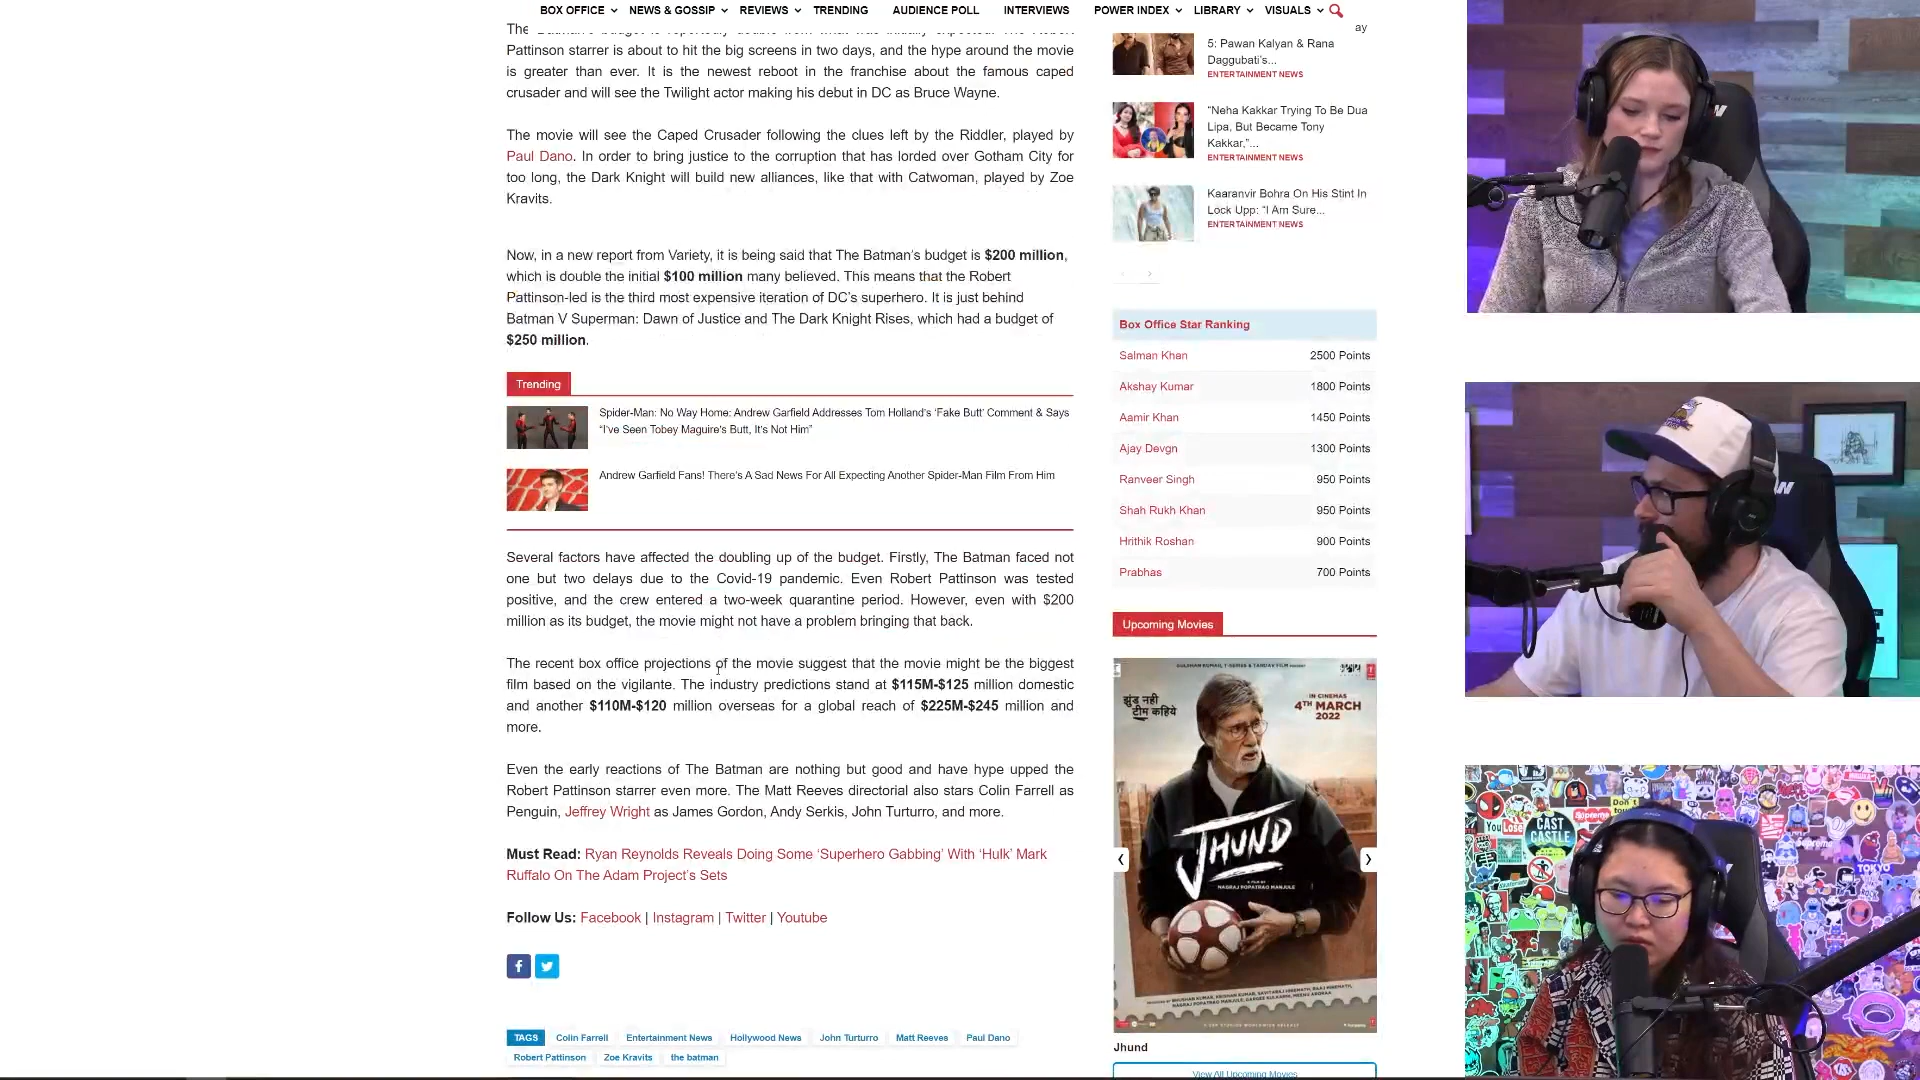 BOX OFFICE NEWS & GOSSIP REVIEWS TRENDING AUDIENCE POLL INTERVIEWS POWER INDEX LIBRARY VISUALS
Pattinson starrer is about to hit the big screens in two days, and the hype around the movie
is greater than ever. It is the newest reboot in the franchise about the famous caped
crusader and will see the Twilight actor making his debut in DC as Bruce Wayne.
The movie will see the Caped Crusader following the clues left by the Riddler, played by
Paul Dano. In order to bring justice to the corruption that has lorded over Gotham City for
too long, the Dark Knight will build new alliances, like that with Catwoman, played by Zoe
Kravits.
Now, in a new report from Variety, it is being said that The Batman's budget is $200 million,
which is double the initial $100 million many believed. This means that the Robert
Pattinson-led is the third most expensive iteration of DC's superhero. It is just behind
Batman V Superman: Dawn of Justice and The Dark Knight Rises, which had a budget of
$250 million.
Trending
Spider-Man: No Way Home: Andrew Garfield Addresses Tom Holland's 'Fake Butt' Comment & Says
"I've Seen Tobey Maguire's Butt, It's Not Him"
Andrew Garfield Fans! There's A Sad News For All Expecting Another Spider-Man Film From Him
Several factors have affected the doubling up of the budget. Firstly, The Batman faced not
one but two delays due to the Covid-19 pandemic. Even Robert Pattinson was tested
positive, and the crew entered a two-week quarantine period. However, even with $200
million as its budget, the movie might not have a problem bringing that back.
The recent box office projections of the movie suggest that the movie might be the biggest
film based on the vigilante. The industry predictions stand at $115M-$125 million domestic
and another $110M-$120 million overseas for a global reach of $225M-$245 million and
more.
Even the early reactions of The Batman are nothing but good and have hype upped the
Robert Pattinson starrer even more. The Matt Reeves directorial also stars Colin Farrell as
Penguin, Jeffrey Wright as James Gordon, Andy Serkis, John Turturro, and more.
Must Read: Ryan Reynolds Reveals Doing Some 'Superhero Gabbing' With 'Hulk' Mark
Ruffalo On The Adam Project's Sets
Follow Us: Facebook | Instagram | Twitter | Youtube
TAGS Colin Farrell Entertainment News Hollywood News John Turturro Matt Reeves Paul Dano
Robert Pattinson Zoe Kravits the batman
ay
5: Pawan Kalyan & Rana
Daggubati's...
ENTERTAINMENT NEWS
"Neha Kakkar Trying To Be Dua
Lipa, But Became Tony
Kakkar,"...
ENTERTAINMENT NEWS
Kaaranvir Bohra On His Stint In
Lock Upp: "I Am Sure...
ENTERTAINMENT NEWS
Box Office Star Ranking
Salman Khan 2500 Points
Akshay Kumar 1800 Points
Aamir Khan 1450 Points
Ajay Devgn 1300 Points
Ranveer Singh 950 Points
Shah Rukh Khan 950 Points
Hrithik Roshan 900 Points
Prabhas 700 Points
Upcoming Movies
झुंड नही
टीम कहिये
IN CINEMAS
4TH MARCH
2022
JHUND
A FILM BY
NAGRAJ POPATRAO MANJULE
Jhund
View All Upcoming Movies
You Lose
CAST
CASTLE
Supreme
Don't
TOKYO